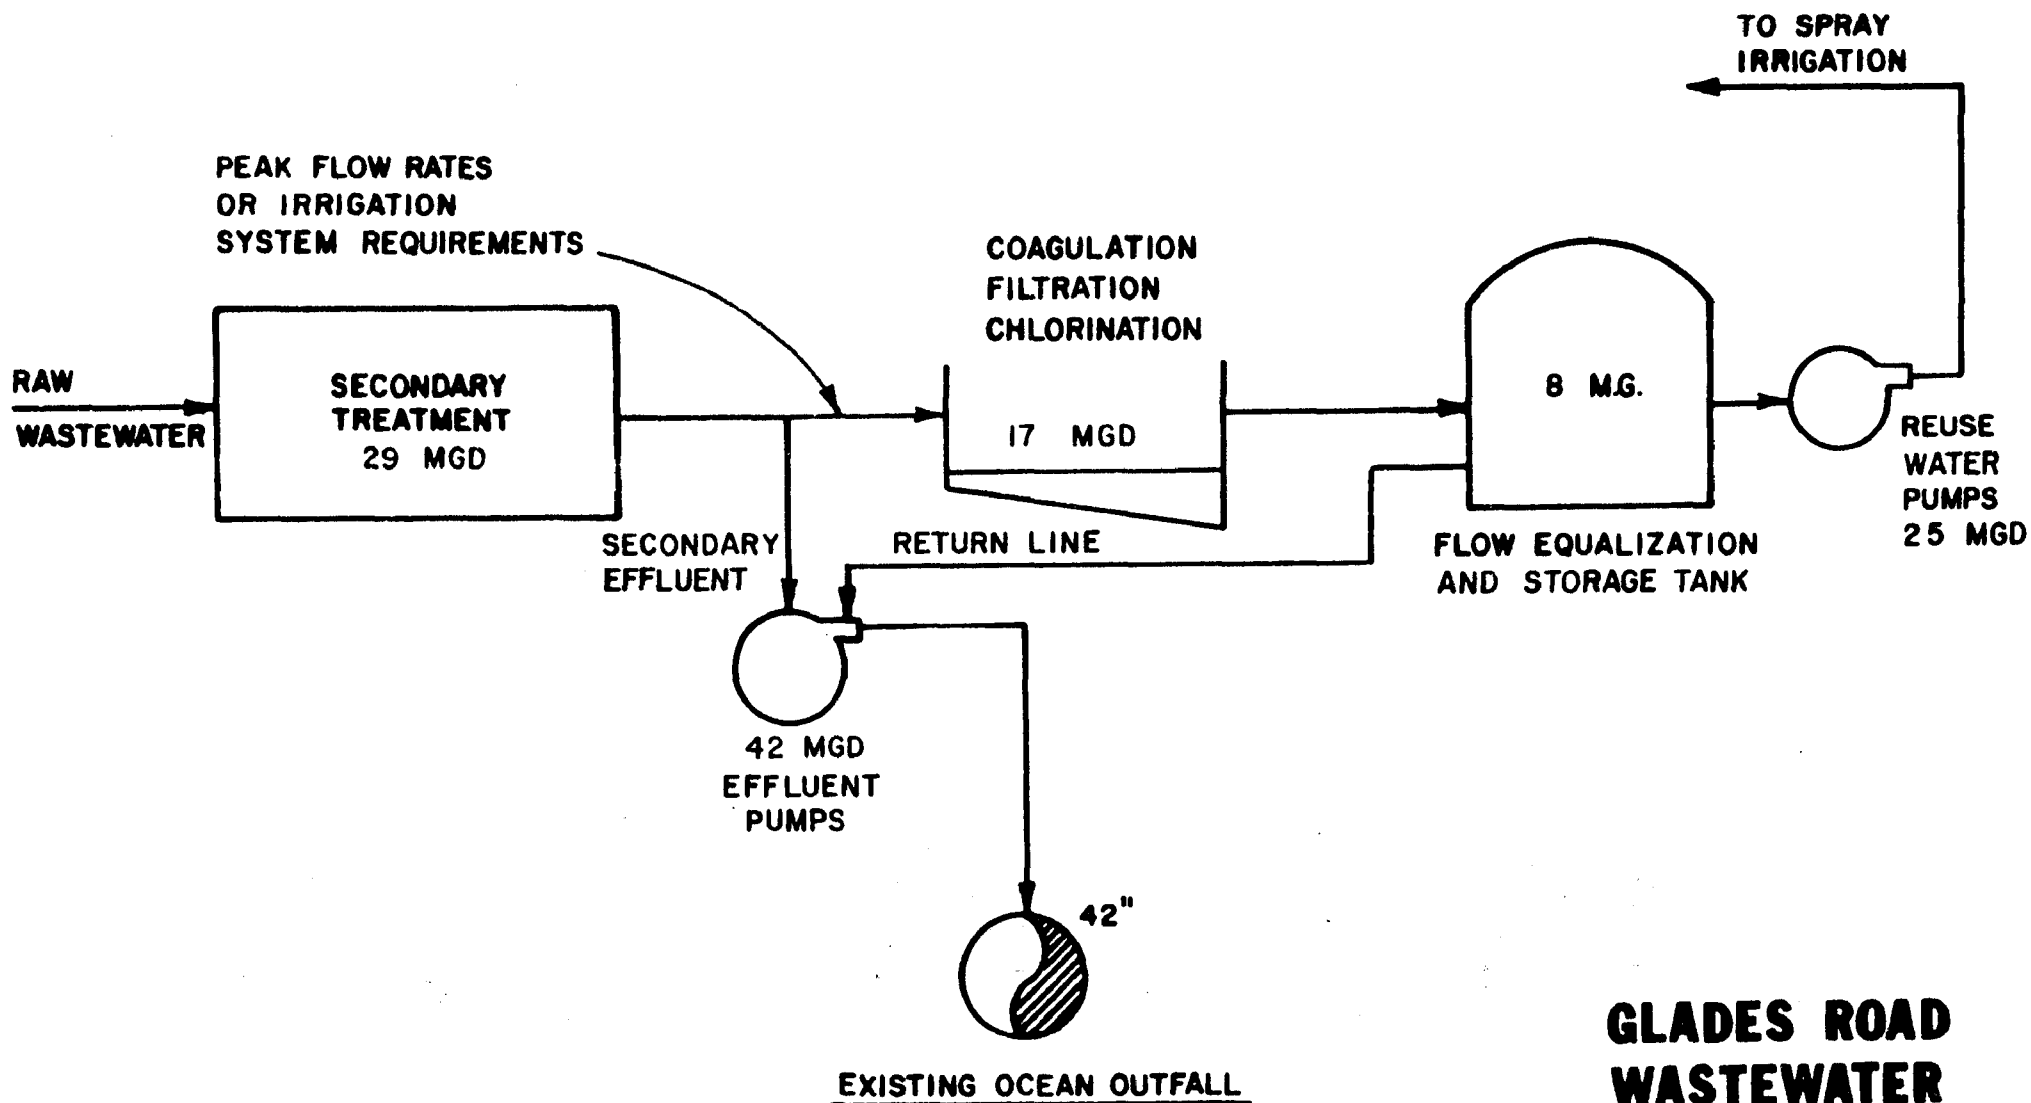 TO SPRAY
IRRIGATION
PEAK FLOW RATES
OR IRRIGATION
SYSTEM REQUIREMENTS
COAGULATION
FILTRATION
CHLORINATION
RAW
WASTEWATER
SECONDARY
TREATMENT
29 MGD
17 MGD
8 M.G.
REUSE
WATER
PUMPS
25 MGD
SECONDARY
EFFLUENT
RETURN LINE
FLOW EQUALIZATION
AND STORAGE TANK
42 MGD
EFFLUENT
PUMPS
42"
EXISTING OCEAN OUTFALL
GLADES ROAD
WASTEWATER